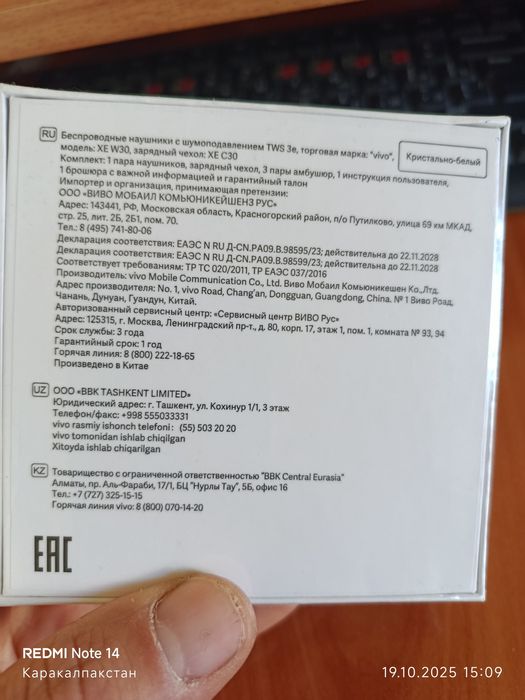 RU Беспроводные наушники с шумоподавлением TWS 3e, торговая марка: "vivo",
модель: XE W30, зарядный чехол: XE C30
Кристально-белый
Комплект: 1 пара наушников, зарядный чехол, 3 пары амбушюр, 1 инструкция пользователя,
1 брошюра с важной информацией и гарантийный талон
Импортер и организация, принимающая претензии:
ООО «ВИВО МОБАИЛ КОМЬЮНИКЕЙШЕНЗ РУС»
Адрес: 143441, РФ, Московская область, Красногорский район, п/о Путилково, улица 69 км МКАД,
стр. 25, лит. 2Б, 2Б1, пом. 70.
Тел.: 8 (495) 741-80-06
Декларация соответствия: ЕАЭС N RU Д-CN.РА09.В.98595/23; действительна до 22.11.2028
Декларация соответствия: ЕАЭС N RU Д-CN.РА09.В.98599/23; действительна до 22.11.2028
Соответствует требованиям: ТР ТС 020/2011, ТР ЕАЭС 037/2016
Производитель: vivo Mobile Communication Co., Ltd. Виво Мобаил Комьюникешен Ко.,Лтд.
Адрес производителя: No. 1, vivo Road, Chang'an, Dongguan, Guangdong, China. № 1 Виво Роад,
Чанань, Дунуан, Гуандун, Китай.
Авторизованный сервисный центр: «Сервисный центр ВИВО Рус»
Адрес: 125315, г. Москва, Ленинградский пр-т., д. 80, корп. 17, этаж 1, пом. 1, комната № 93, 94
Срок службы: 3 года
Гарантийный срок: 1 год
Горячая линия: 8 (800) 222-18-65
Произведено в Китае
UZ ООО «BBK TASHKENT LIMITED»
Юридический адрес: г. Ташкент, ул. Кохинур 1/1, 3 этаж
Телефон/факс: +998 555033331
vivo rasmiy ishonch telefoni: (55) 503 20 20
vivo tomonidan ishlab chiqilgan
Xitoyda ishlab chiqarilgan
KZ Товарищество с ограниченной ответственностью "BBK Central Eurasia"
Алматы, пр. Аль-Фараби, 17/1, БЦ "Нурлы Тау", 5Б, офис 16
Тел.: +7 (727) 325-15-15
Горячая линия vivo: 8 (800) 070-14-20
EAC
REDMI Note 14
Каракалпакстан
19.10.2025 15:09